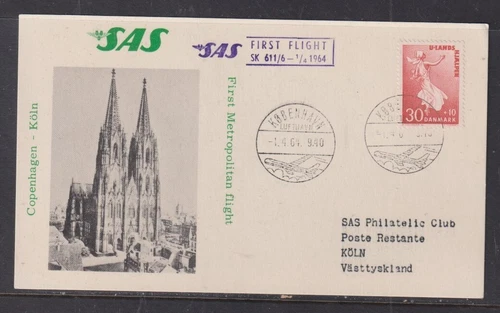 SAS
SAS
FIRST FLIGHT
SK 611/6 - 1/4 1964
Copenhagen - Köln
First Metropolitan flight
U-LANDS
HJÆLPEN
30 +10
DANMARK
KØBENHAVN
LUFTHAVN
-1.4.64. 9.40
SAS Philatelic Club
Poste Restante
KÖLN
Västtyskland